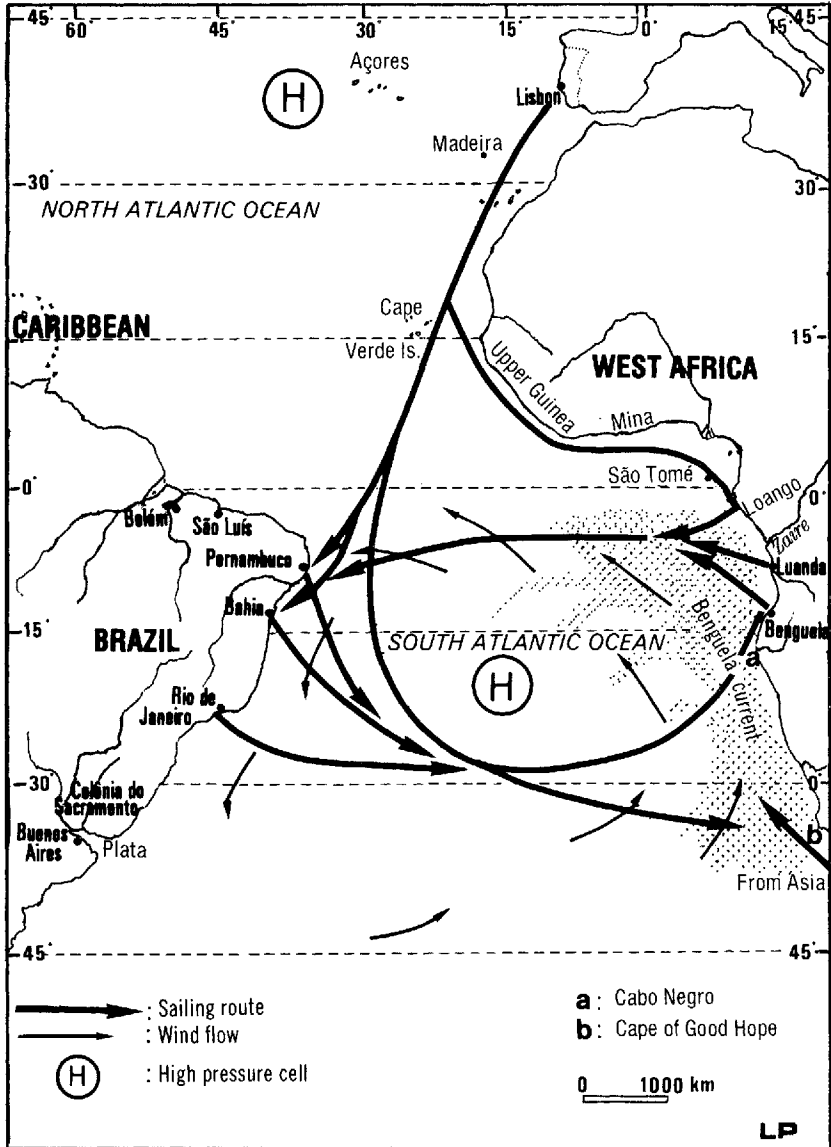 45°
60°
45°
30°
15°
0°
15°
45°
Açores
H
Lisbon
Madeira
30°
30°
NORTH ATLANTIC OCEAN
Cape
Verde Is.
CARIBBEAN
15°
15°
Upper Guinea
WEST AFRICA
Mina
São Tomé
0°
0°
Loango
Belém
São Luís
Zaire
Pernambuco
Luanda
Bahia
Benguela
15°
BRAZIL
SOUTH ATLANTIC OCEAN
a
H
Benguela current
Rio de
Janeiro
30°
0°
Colónia do
Sacramento
b
Buenos
Aires
Plata
From Asia
45°
45°
: Sailing route
: Wind flow
H : High pressure cell
a : Cabo Negro
b : Cape of Good Hope
0 1000 km
LP